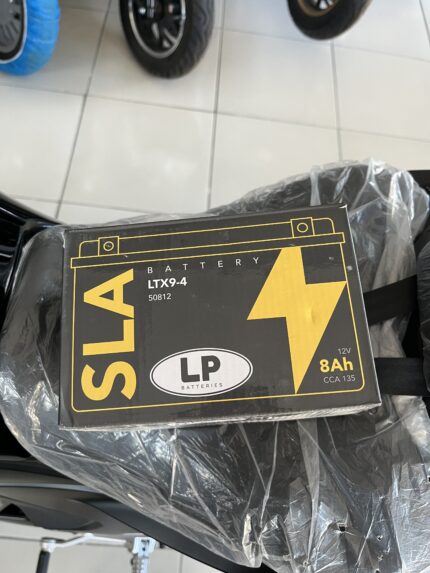 SLA
BATTERY
LTX9-4
50812
LP
BATTERIES
12V
8Ah
CCA 135